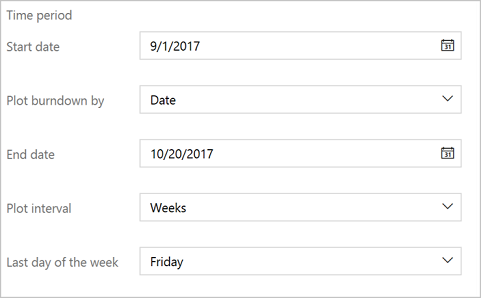 Time period
Start date 9/1/2017 31
Plot burndown by Date
End date 10/20/2017 31
Plot interval Weeks
Last day of the week Friday